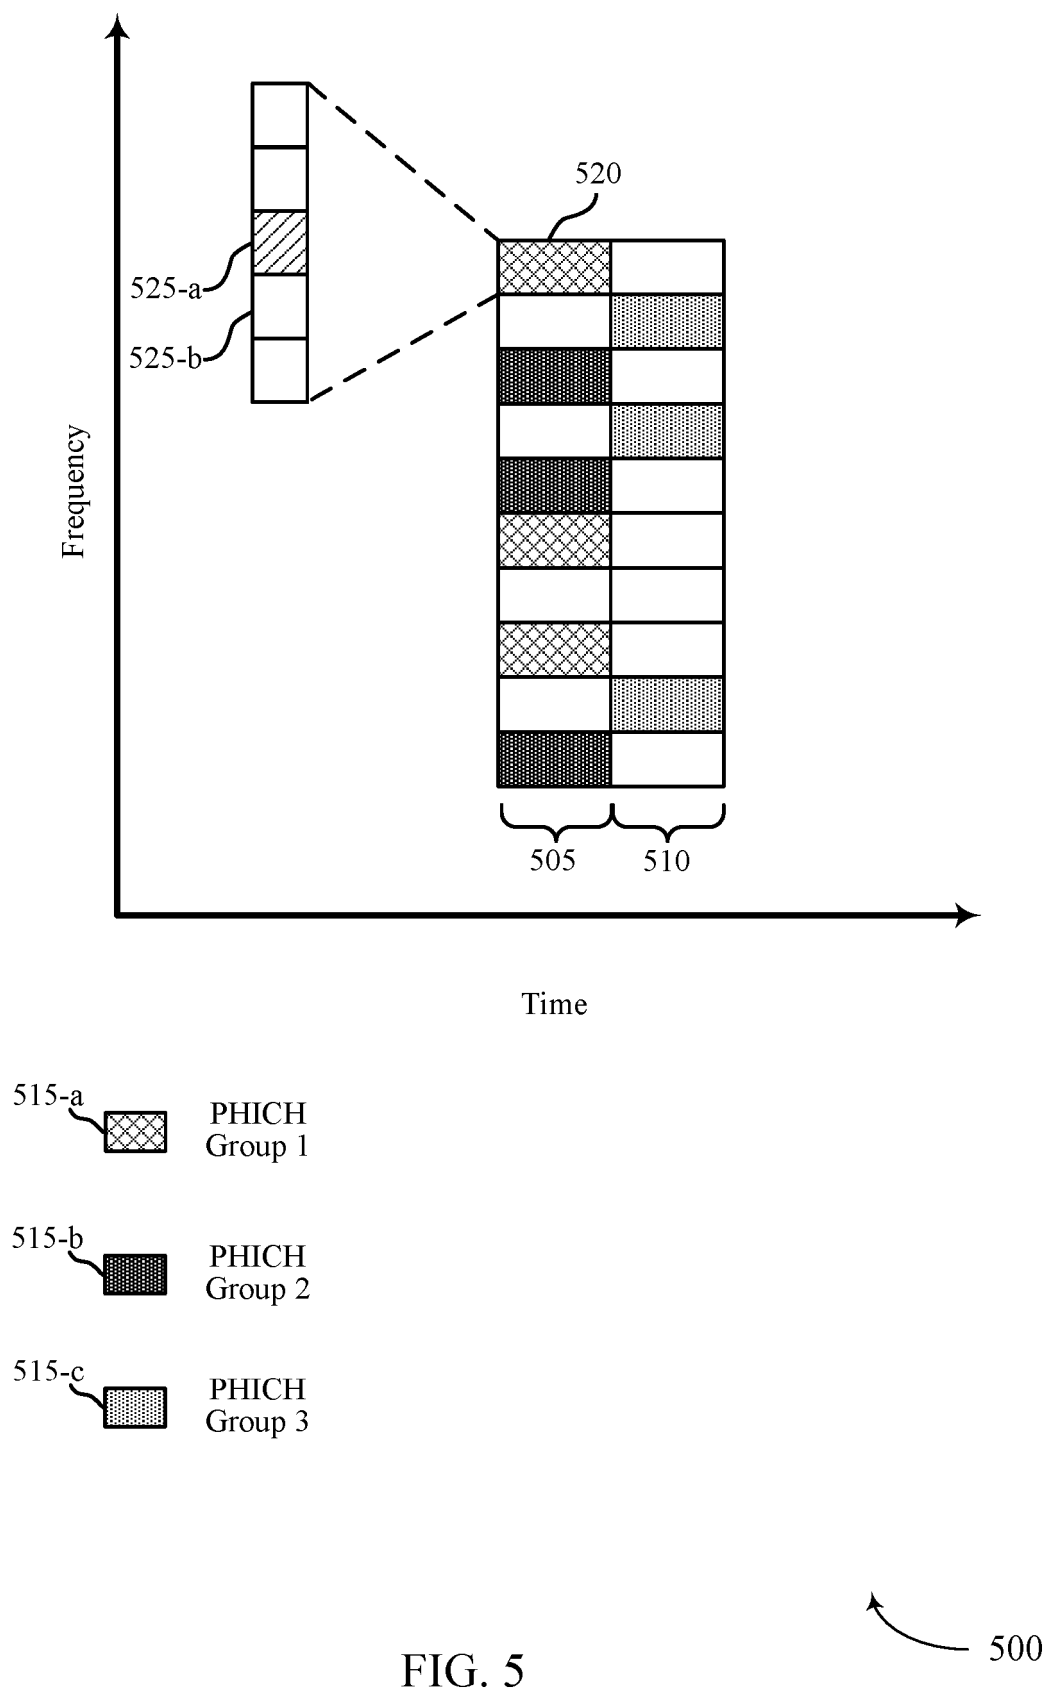 520
525-a
525-b
Frequency
505
510
Time
515-a
PHICH
Group 1
515-b
PHICH
Group 2
515-c
PHICH
Group 3
500
FIG. 5